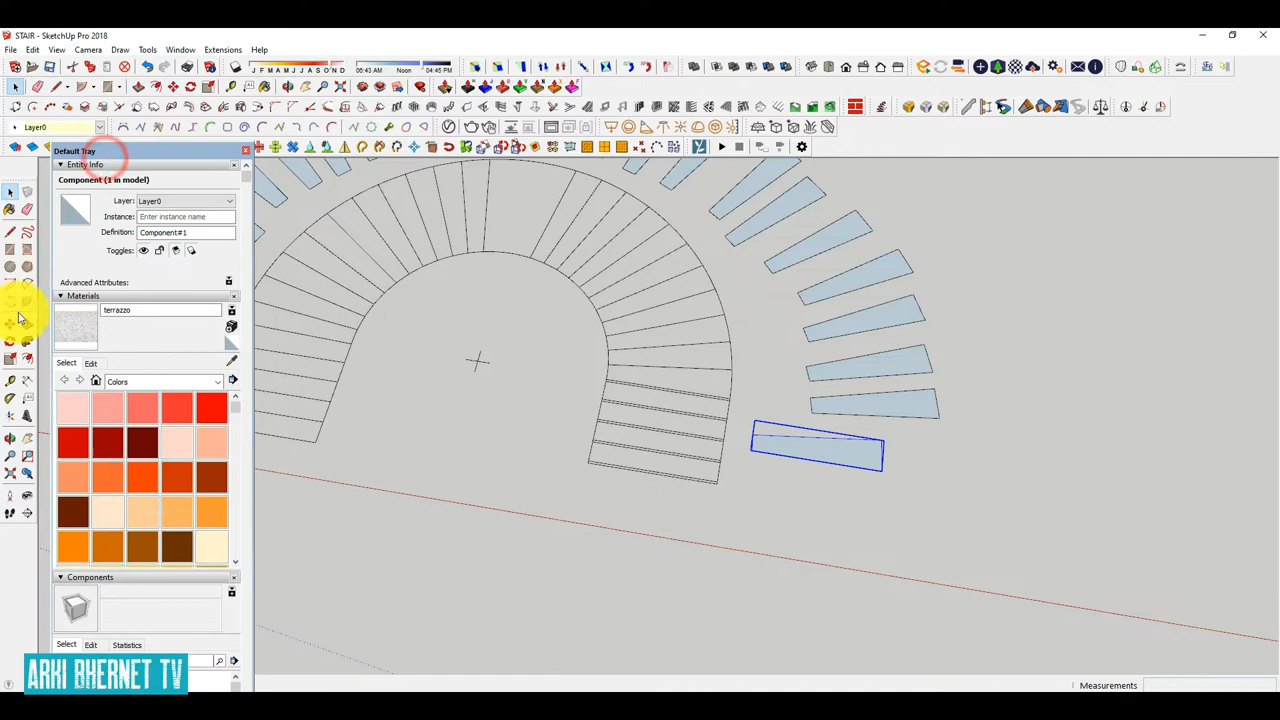 STAIR - SketchUp Pro 2018
File Edit View Camera Draw Tools Window Extensions Help
J F M A M J J A S O N D
06:43 AM Noon 04:45 PM
Layer0
Default Tray
Entity Info
Component (1 in model)
Layer: Layer0
Instance: Enter instance name
Definition: Component#1
Toggles:
Advanced Attributes:
Materials
terrazzo
Select Edit
Colors
Components
Select Edit Statistics
ARKI BHERNET TV
Measurements